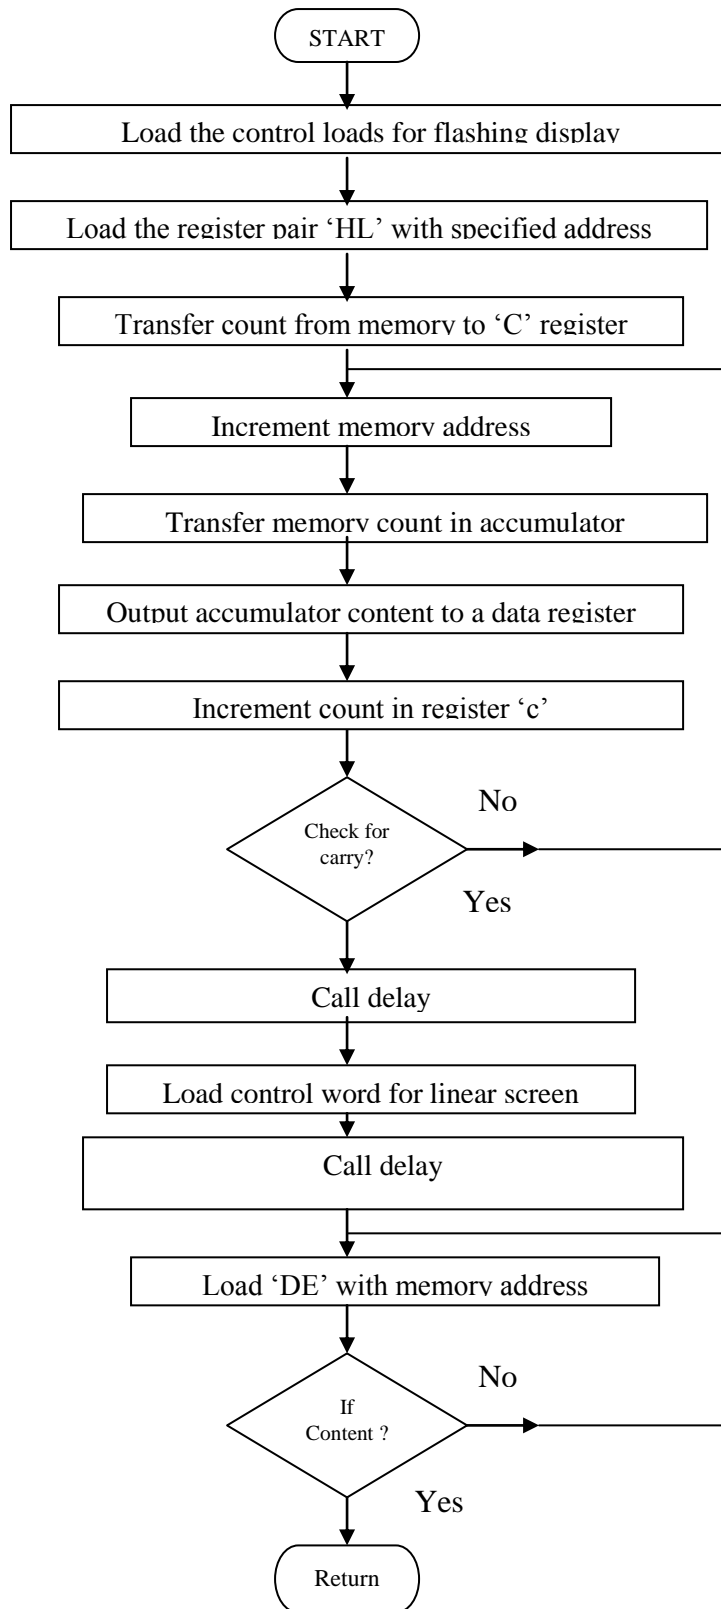 START
Load the control loads for flashing display
Load the register pair ‘HL’ with specified address
Transfer count from memory to ‘C’ register
Increment memory address
Transfer memory count in accumulator
Output accumulator content to a data register
Increment count in register ‘c’
No
Check for
carry?
Yes
Call delay
Load control word for linear screen
Call delay
Load ‘DE’ with memory address
No
If
Content ?
Yes
Return